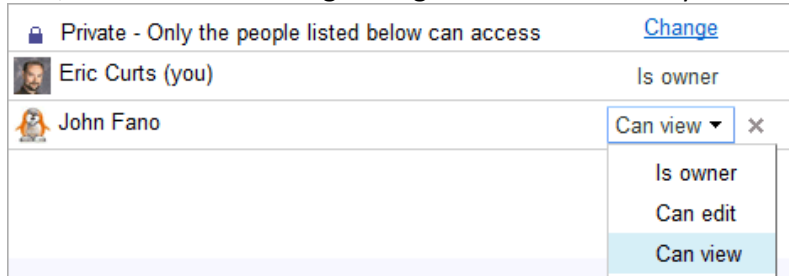 Private - Only the people listed below can access Change
Eric Curts (you) Is owner
John Fano Can view
Is owner
Can edit
Can view